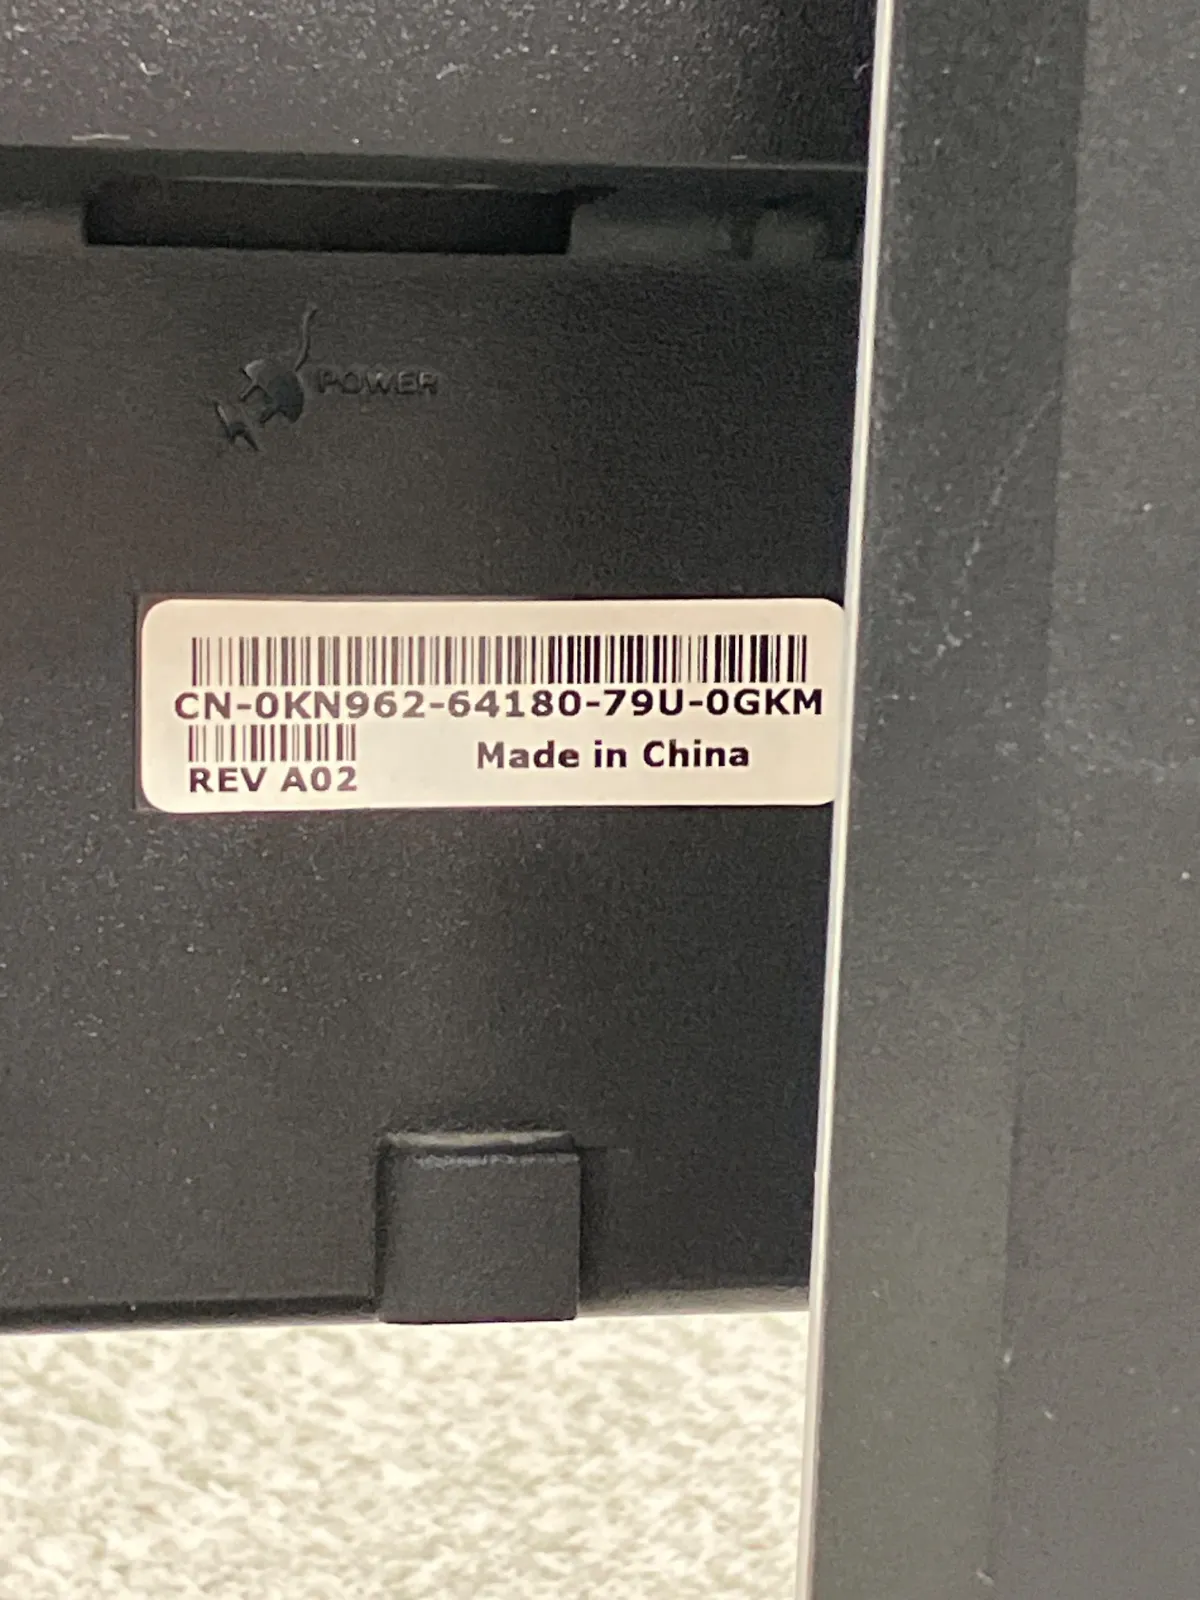 POWER
CN-0KN962-64180-79U-0GKM
Made in China
REV A02